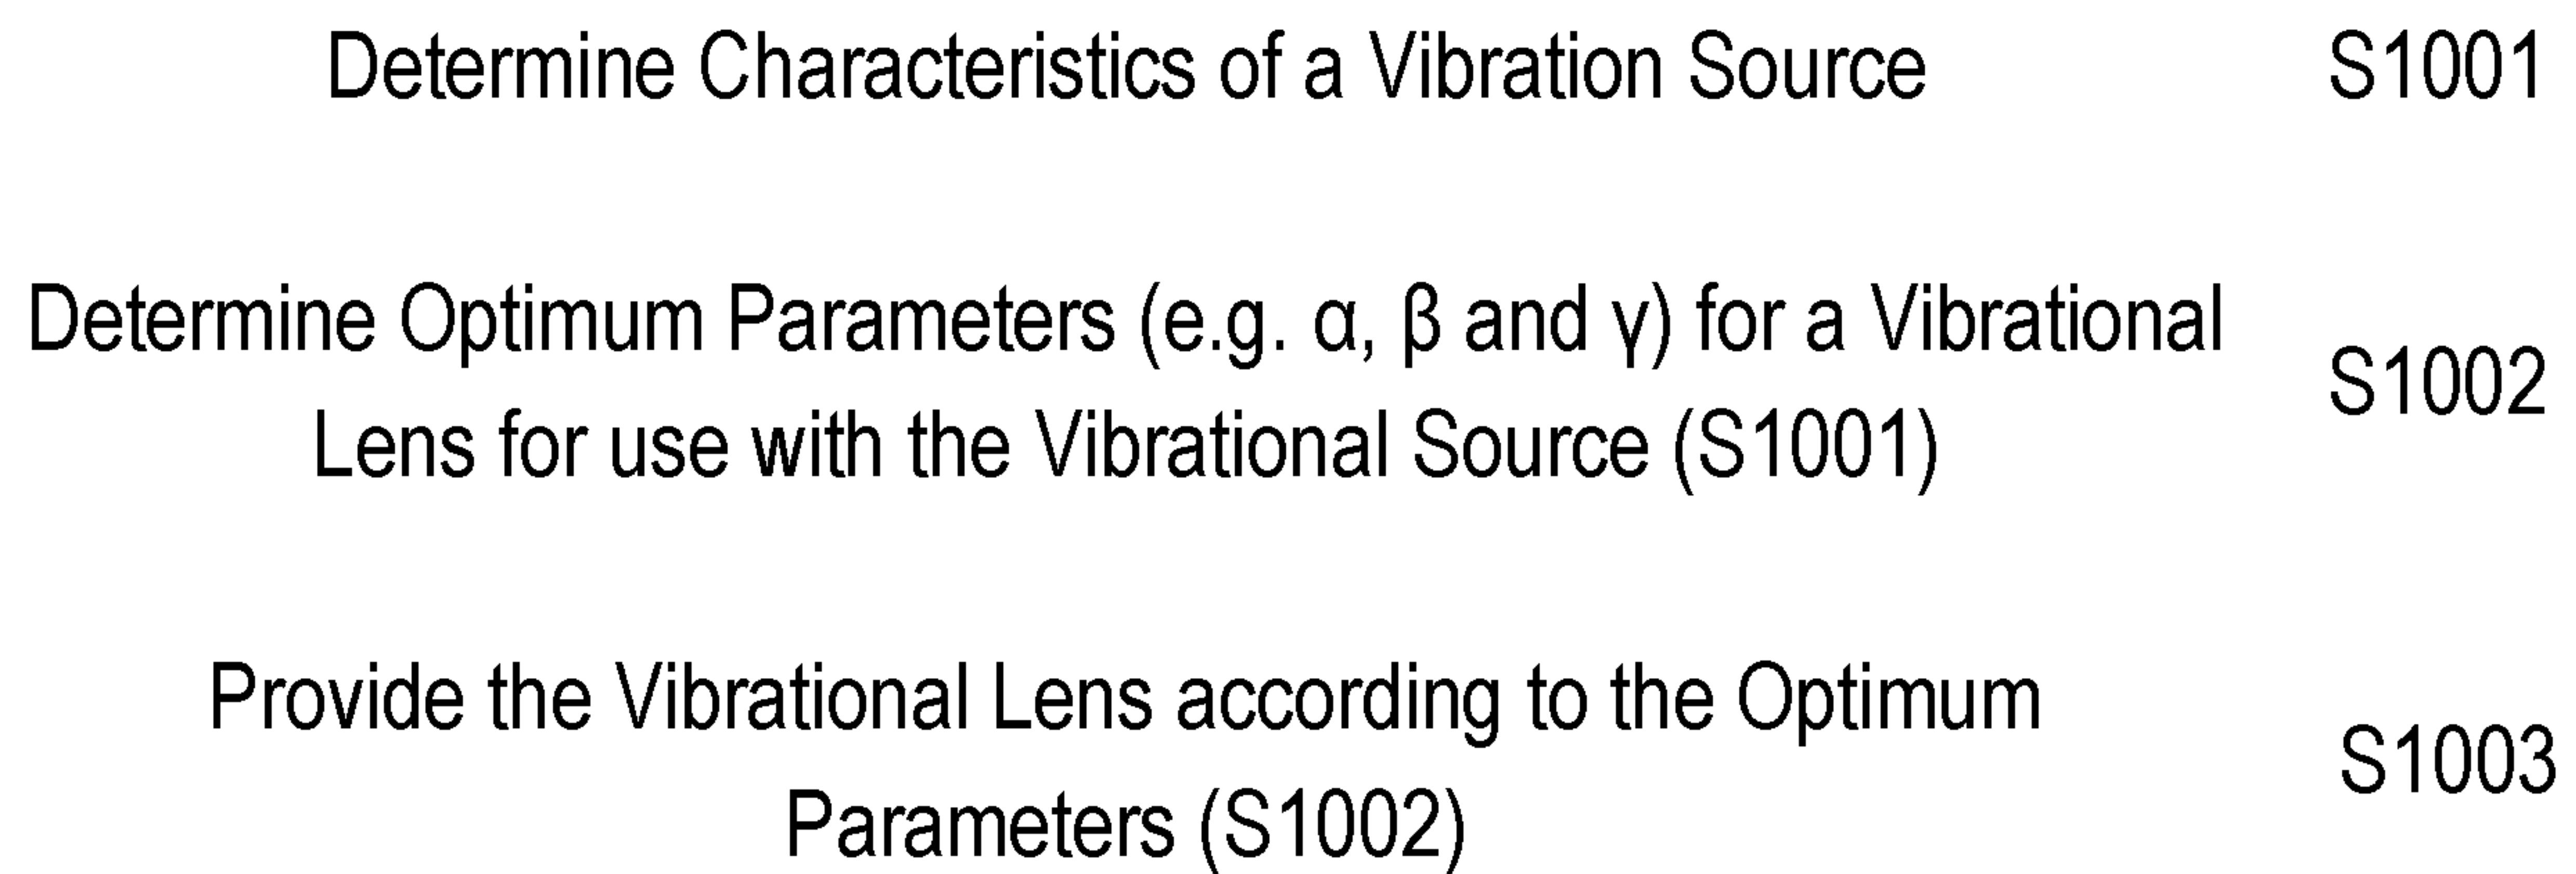 Determine Characteristics of a Vibration Source S1001
Determine Optimum Parameters (e.g. α, β and γ) for a Vibrational
Lens for use with the Vibrational Source (S1001)
S1002
Provide the Vibrational Lens according to the Optimum
Parameters (S1002)
S1003